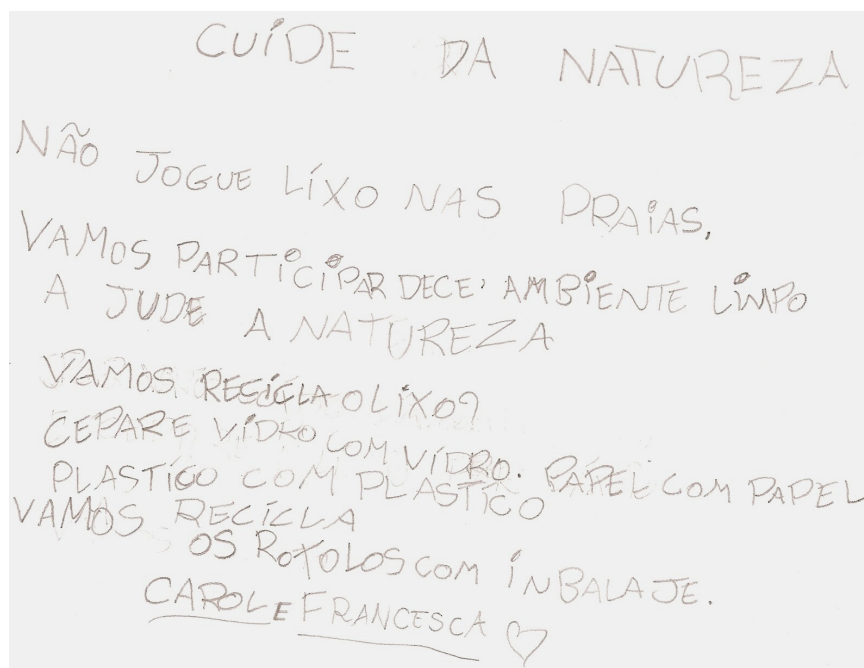 CUIDE DA NATUREZA
NÃO JOGUE LIXO NAS PRAIAS.
VAMOS PARTICIPAR DECE, AMBIENTE LIMPO
A JUDE A NATUREZA
VAMOS RECICLA O LIXO?
CEPARE VIDRO COM VIDRO. PAPEL COM PAPEL
PLASTICO COM PLASTICO
VAMOS RECICLA
OS ROTOLOS COM INBALAJE.
CAROL E FRANCESCA